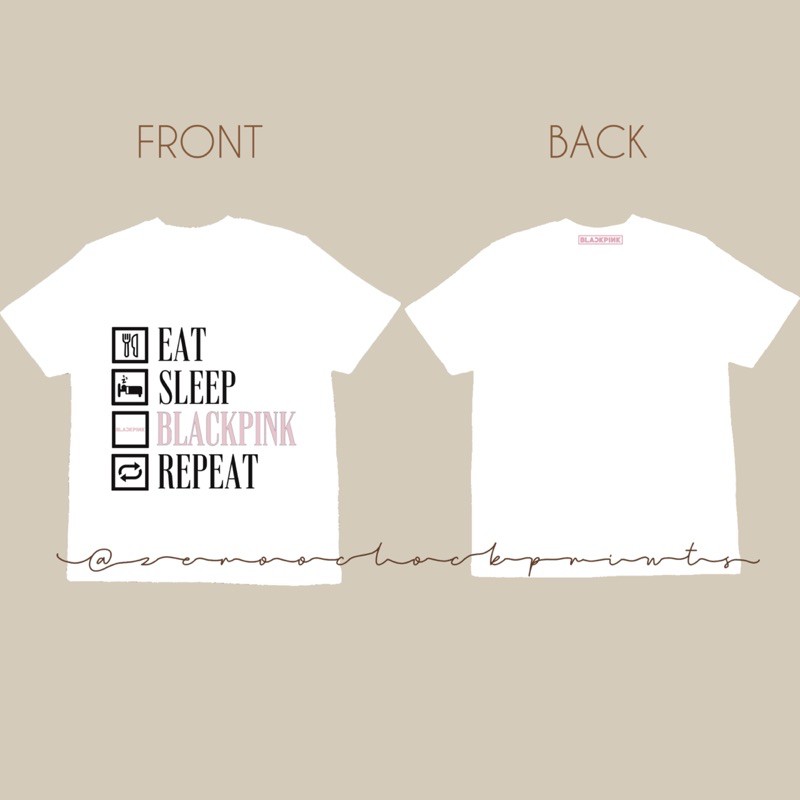 FRONT
BACK
BLACKPINK
EAT
SLEEP
BLACKPINK
BLACKPINK
REPEAT
@zemoochockprints